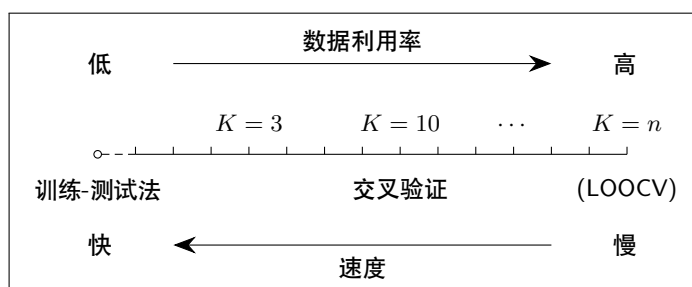 数据利用率
低 高
K = 3 K = 10 ⋯ K = n
训练-测试法 交叉验证 (LOOCV)
快 慢
速度